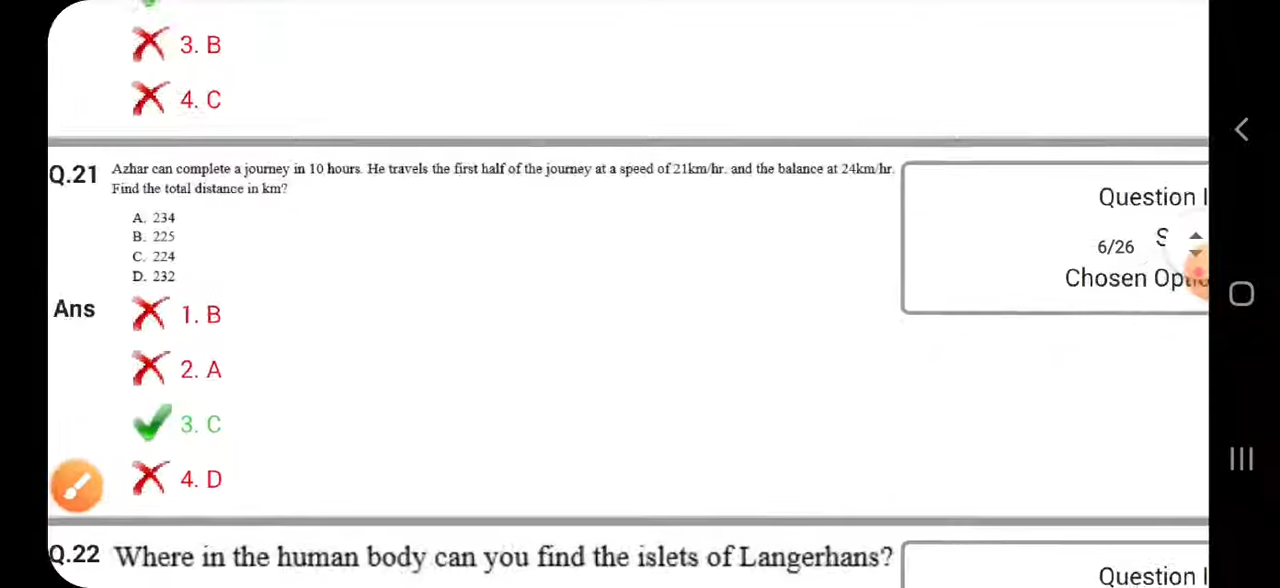 3. B
4. C
Q.21 Azhar can complete a journey in 10 hours. He travels the first half of the journey at a speed of 21km/hr. and the balance at 24km/hr.
Find the total distance in km?
A. 234
B. 225
C. 224
D. 232
Ans
1. B
2. A
3. C
4. D
Question I
6/26 S
Chosen Optio
Q.22 Where in the human body can you find the islets of Langerhans?
Question I